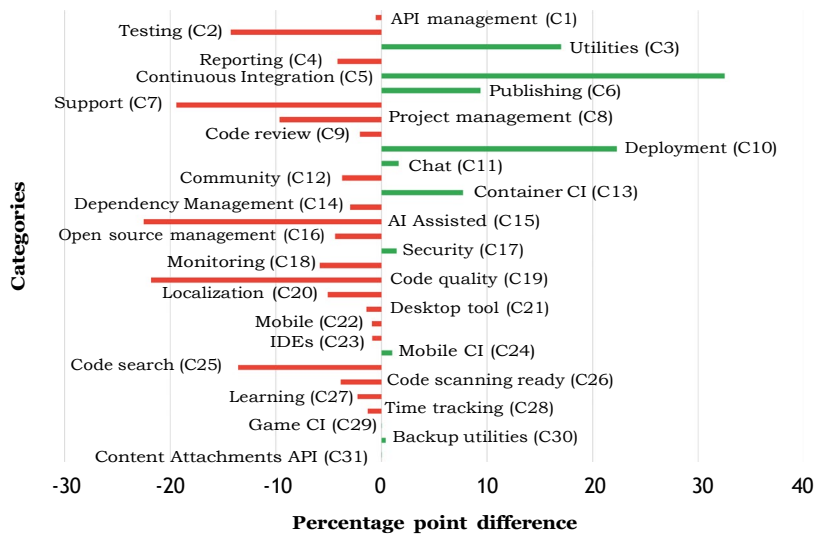 API management (C1)
Testing (C2)
Utilities (C3)
Reporting (C4)
Continuous Integration (C5)
Publishing (C6)
Support (C7)
Project management (C8)
Code review (C9)
Deployment (C10)
Chat (C11)
Community (C12)
Container CI (C13)
Dependency Management (C14)
AI Assisted (C15)
Open source management (C16)
Security (C17)
Monitoring (C18)
Code quality (C19)
Localization (C20)
Desktop tool (C21)
Mobile (C22)
IDEs (C23)
Mobile CI (C24)
Code search (C25)
Code scanning ready (C26)
Learning (C27)
Time tracking (C28)
Game CI (C29)
Backup utilities (C30)
Content Attachments API (C31)
Categories
-30 -20 -10 0 10 20 30 40
Percentage point difference